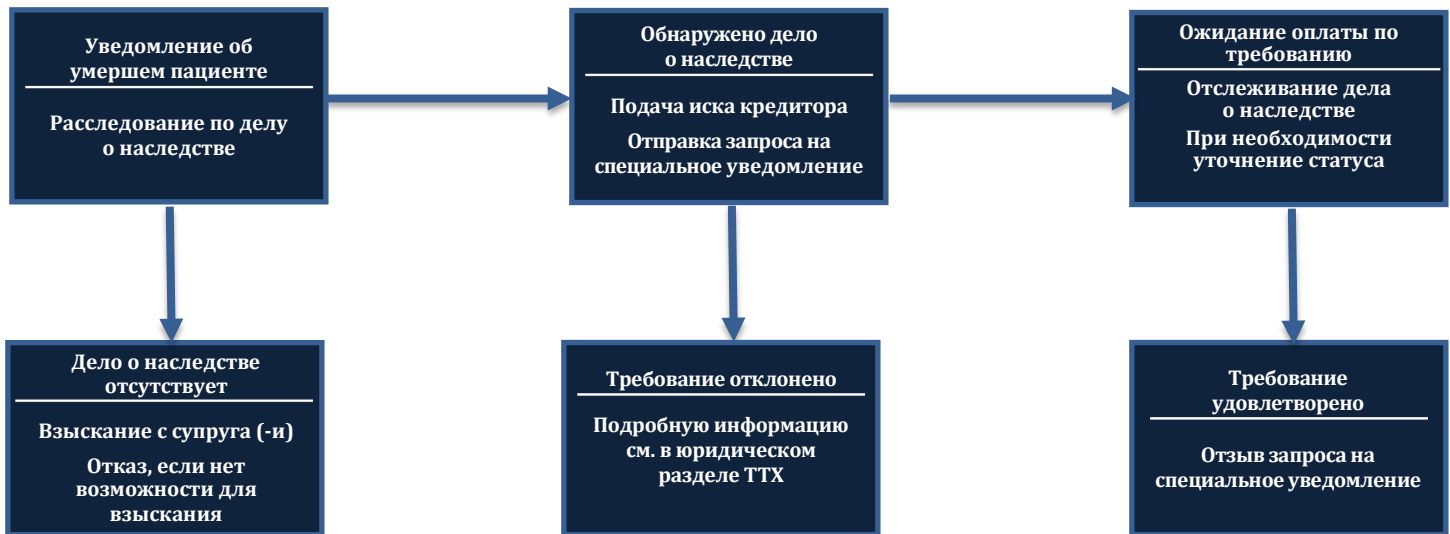 Уведомление об
умершем пациенте
Расследование по делу
о наследстве
Обнаружено дело
о наследстве
Подача иска кредитора
Отправка запроса на
специальное уведомление
Ожидание оплаты по
требованию
Отслеживание дела
о наследстве
При необходимости
уточнение статуса
Дело о наследстве
отсутствует
Взыскание с супруга (-и)
Отказ, если нет
возможности для
взыскания
Требование отклонено
Подробную информацию
см. в юридическом
разделе ТТХ
Требование
удовлетворено
Отзыв запроса на
специальное уведомление